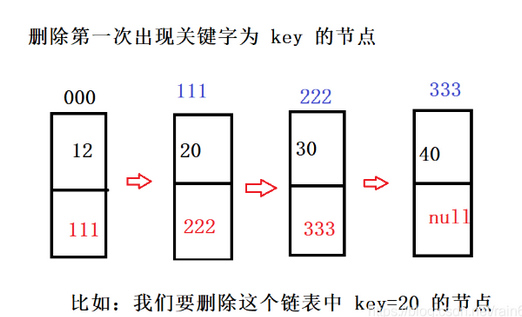 删除第一次出现关键字为 key 的节点
000 111 222 333
12 20 30 40
111 222 333 null
比如：我们要删除这个链表中 key=20 的节点